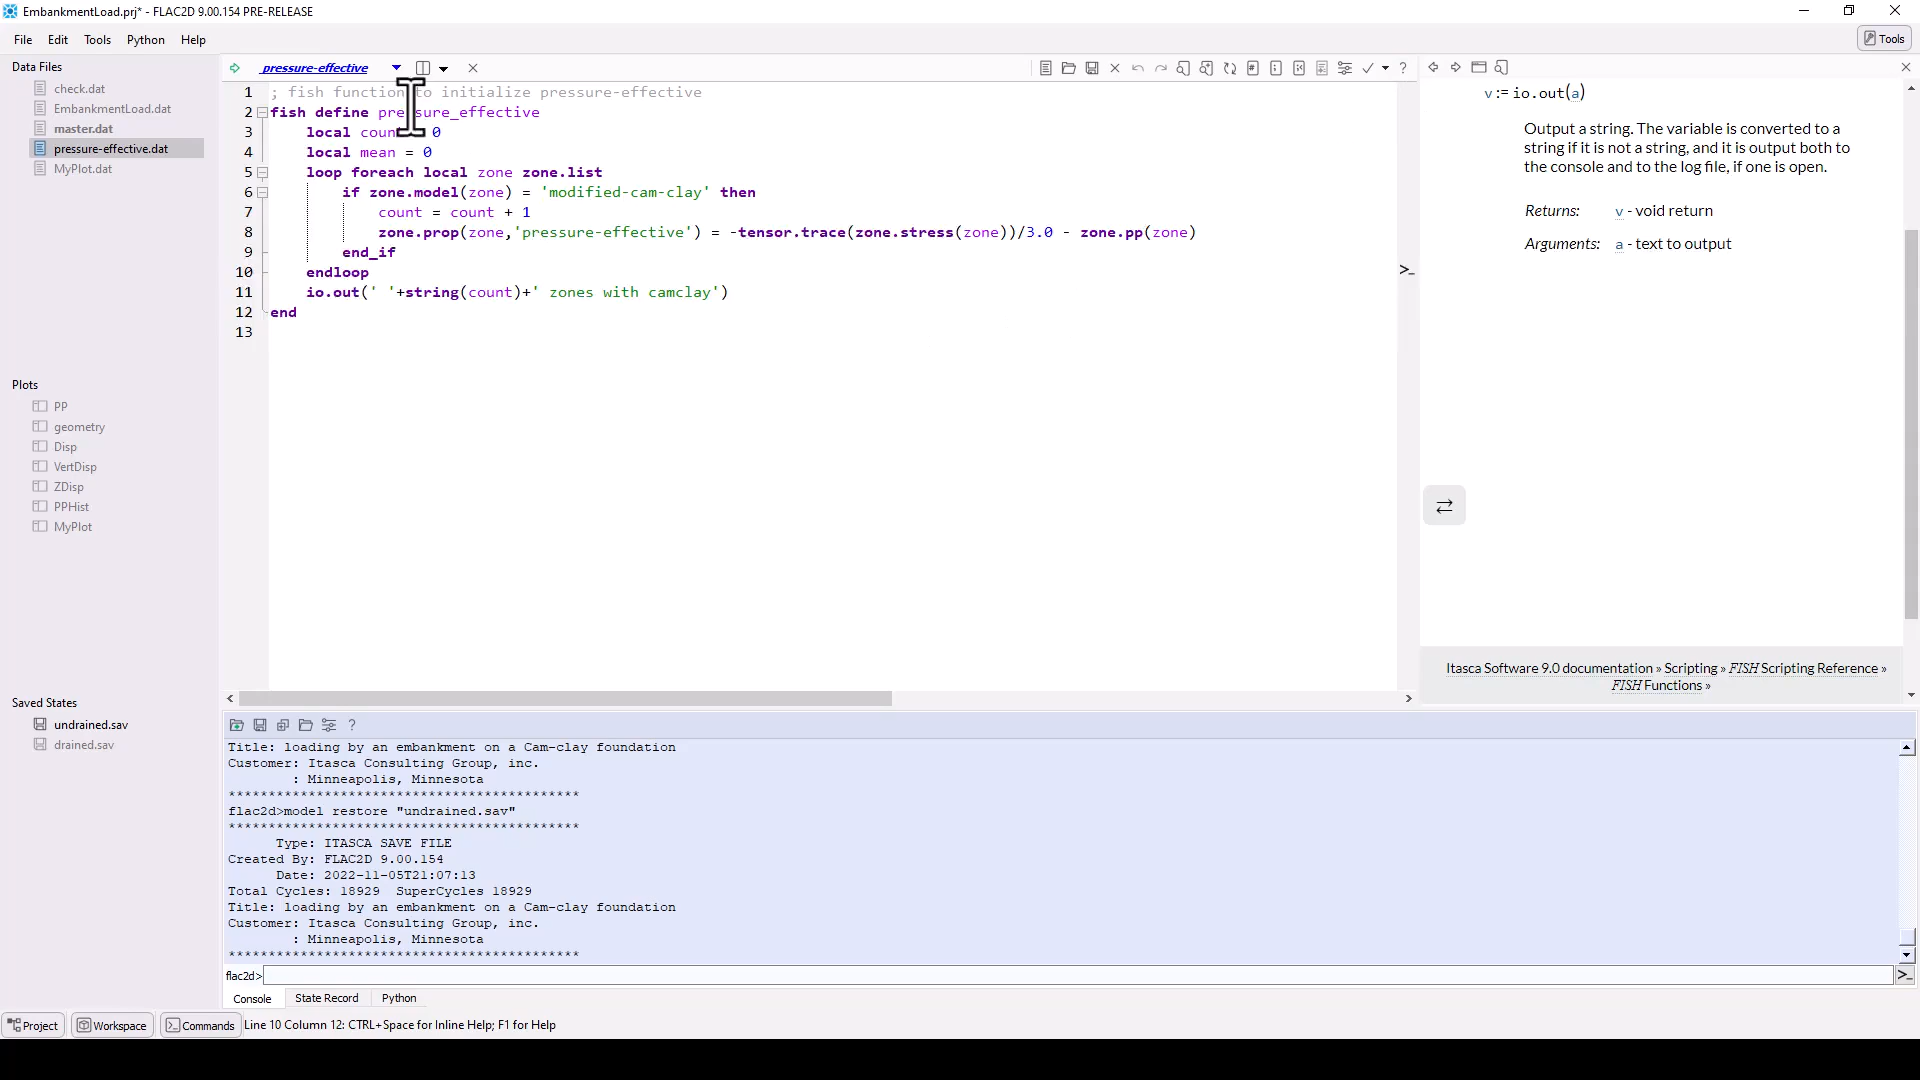 EmbankmentLoad.prj* - FLAC2D 9.00.154 PRE-RELEASE
File Edit Tools Python Help
Tools
Data Files
check.dat
EmbankmentLoad.dat
master.dat
pressure-effective.dat
MyPlot.dat
Plots
PP
geometry
Disp
VertDisp
ZDisp
PPHist
MyPlot
Saved States
undrained.sav
drained.sav
pressure-effective
1 ; fish function to initialize pressure-effective
2 fish define pressure_effective
3 local coun 0
4 local mean = 0
5 loop foreach local zone zone.list
6 if zone.model(zone) = 'modified-cam-clay' then
7 count = count + 1
8 zone.prop(zone,'pressure-effective') = -tensor.trace(zone.stress(zone))/3.0 - zone.pp(zone)
9 end_if
10 endloop
11 io.out(' '+string(count)+' zones with camclay')
12 end
13
v := io.out(a)
Output a string. The variable is converted to a
string if it is not a string, and it is output both to
the console and to the log file, if one is open.
Returns: v - void return
Arguments: a - text to output
Itasca Software 9.0 documentation » Scripting » FISH Scripting Reference »
FISH Functions »
Title: loading by an embankment on a Cam-clay foundation
Customer: Itasca Consulting Group, inc.
: Minneapolis, Minnesota
********************************************
flac2d>model restore "undrained.sav"
********************************************
Type: ITASCA SAVE FILE
Created By: FLAC2D 9.00.154
Date: 2022-11-05T21:07:13
Total Cycles: 18929 SuperCycles 18929
Title: loading by an embankment on a Cam-clay foundation
Customer: Itasca Consulting Group, inc.
: Minneapolis, Minnesota
********************************************
flac2d>
Console State Record Python
Project Workspace Commands Line 10 Column 12: CTRL+Space for Inline Help; F1 for Help